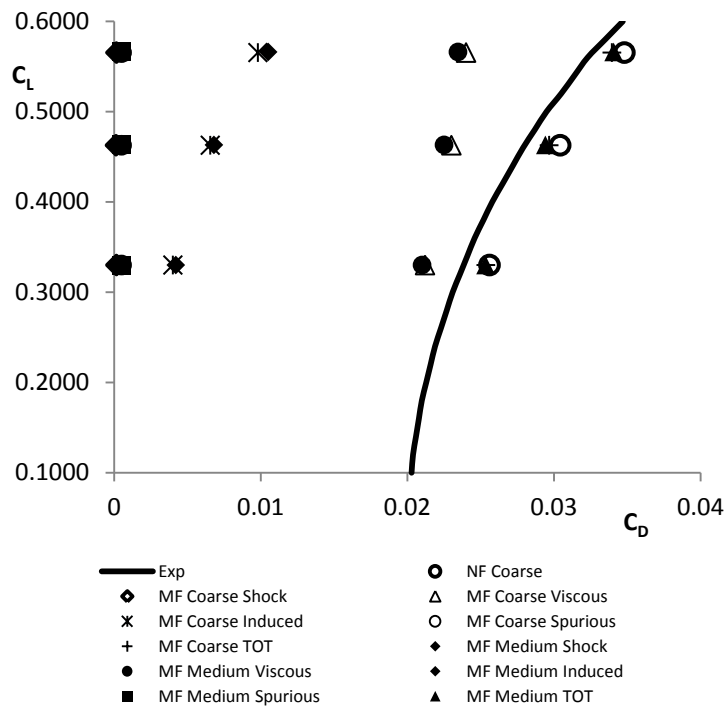 0.6000
C_L
0.5000
0.4000
0.3000
0.2000
0.1000
0 0.01 0.02 0.03 0.04
C_D
Exp NF Coarse
MF Coarse Shock MF Coarse Viscous
MF Coarse Induced MF Coarse Spurious
MF Coarse TOT MF Medium Shock
MF Medium Viscous MF Medium Induced
MF Medium Spurious MF Medium TOT